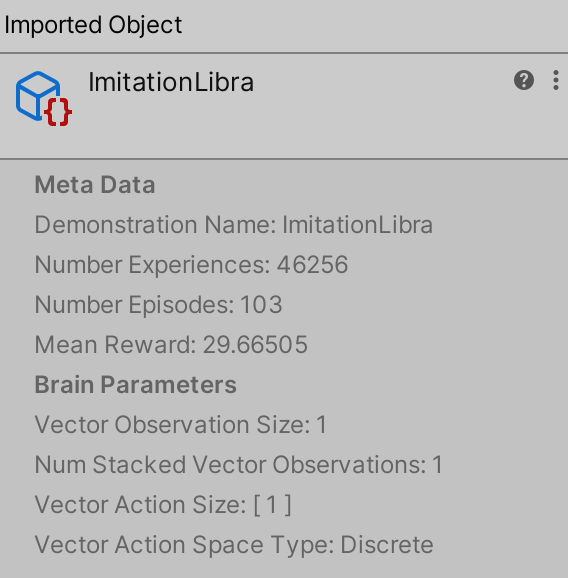 Imported Object
ImitationLibra
Meta Data
Demonstration Name: ImitationLibra
Number Experiences: 46256
Number Episodes: 103
Mean Reward: 29.66505
Brain Parameters
Vector Observation Size: 1
Num Stacked Vector Observations: 1
Vector Action Size: [ 1 ]
Vector Action Space Type: Discrete